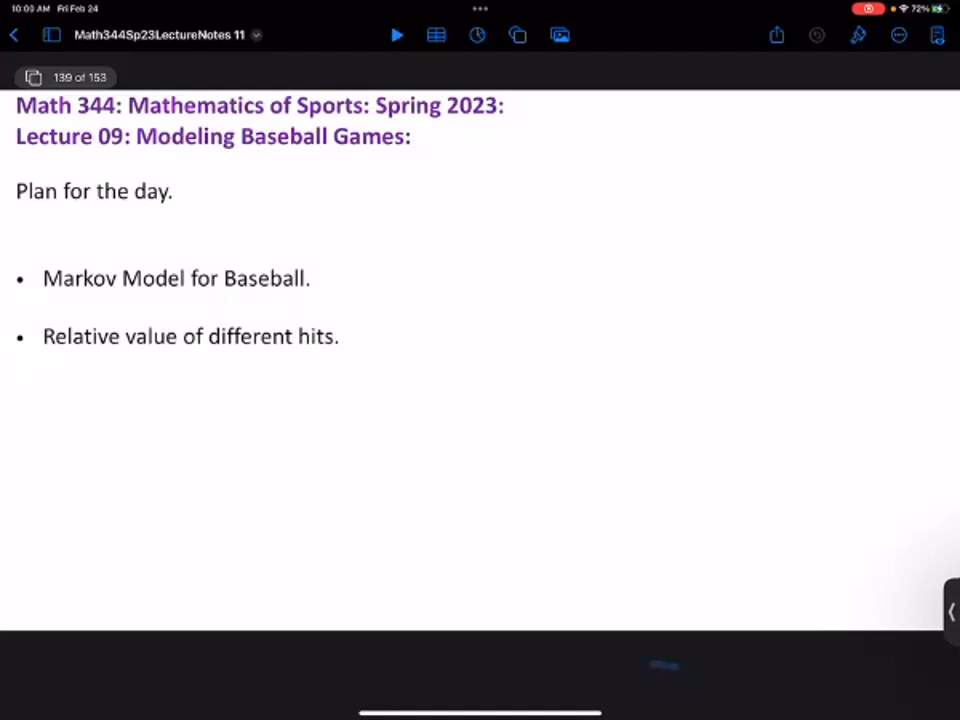 10:00 AM Fri Feb 24
72%
Math344Sp23LectureNotes 11
139 of 153
Math 344: Mathematics of Sports: Spring 2023:
Lecture 09: Modeling Baseball Games:
Plan for the day.
• Markov Model for Baseball.
• Relative value of different hits.